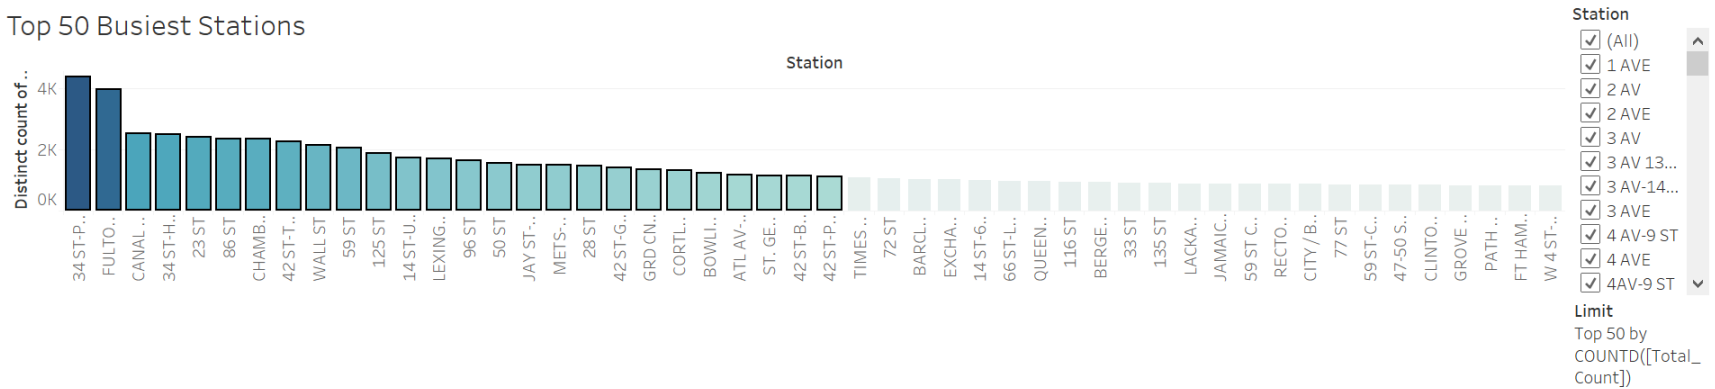 Top 50 Busiest Stations
Station
Distinct count of ..
4K
2K
0K
34 ST-P..
FULTO..
CANAL ..
34 ST-H..
23 ST
86 ST
CHAMB..
42 ST-T..
WALL ST
59 ST
125 ST
14 ST-U..
LEXING..
96 ST
50 ST
JAY ST-..
METS-..
28 ST
42 ST-G..
GRD CN..
CORTL..
BOWLI..
ATL AV-..
ST. GE..
42 ST-B..
42 ST-P..
TIMES ..
72 ST
BARCL..
EXCHA..
14 ST-6..
66 ST-L..
QUEEN..
116 ST
BERGE..
33 ST
135 ST
LACKA..
JAMAIC..
59 ST C..
RECTO..
CITY / B..
77 ST
59 ST-C..
47-50 S..
CLINTO..
GROVE ..
PATH ..
FT HAM..
W 4 ST-..
Station
(All)
1 AVE
2 AV
2 AVE
3 AV
3 AV 13...
3 AV-14...
3 AVE
4 AV-9 ST
4 AVE
4AV-9 ST
Limit
Top 50 by
COUNTD([Total_
Count])